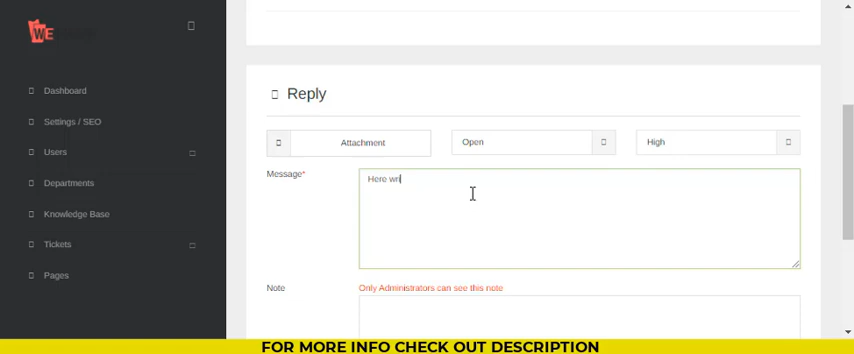 WE
Dashboard
Settings / SEO
Users
Departments
Knowledge Base
Tickets
Pages
Reply
Attachment
Open
High
Message*
Here wri
Note
Only Administrators can see this note
FOR MORE INFO CHECK OUT DESCRIPTION